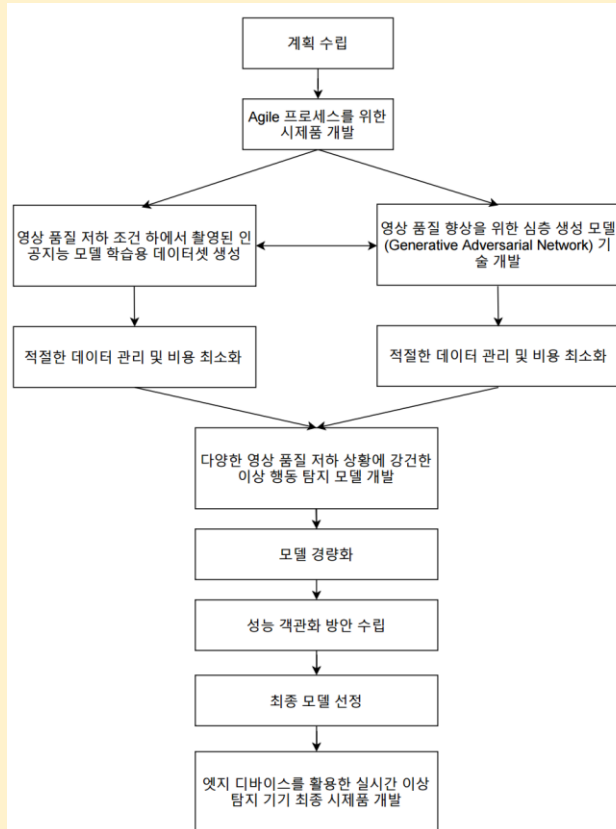 계획 수립
Agile 프로세스를 위한
시제품 개발
영상 품질 저하 조건 하에서 촬영된 인
공지능 모델 학습용 데이터셋 생성
영상 품질 향상을 위한 심층 생성 모델
(Generative Adversarial Network) 기
술 개발
적절한 데이터 관리 및 비용 최소화
적절한 데이터 관리 및 비용 최소화
다양한 영상 품질 저하 상황에 강건한
이상 행동 탐지 모델 개발
모델 경량화
성능 객관화 방안 수립
최종 모델 선정
엣지 디바이스를 활용한 실시간 이상
탐지 기기 최종 시제품 개발